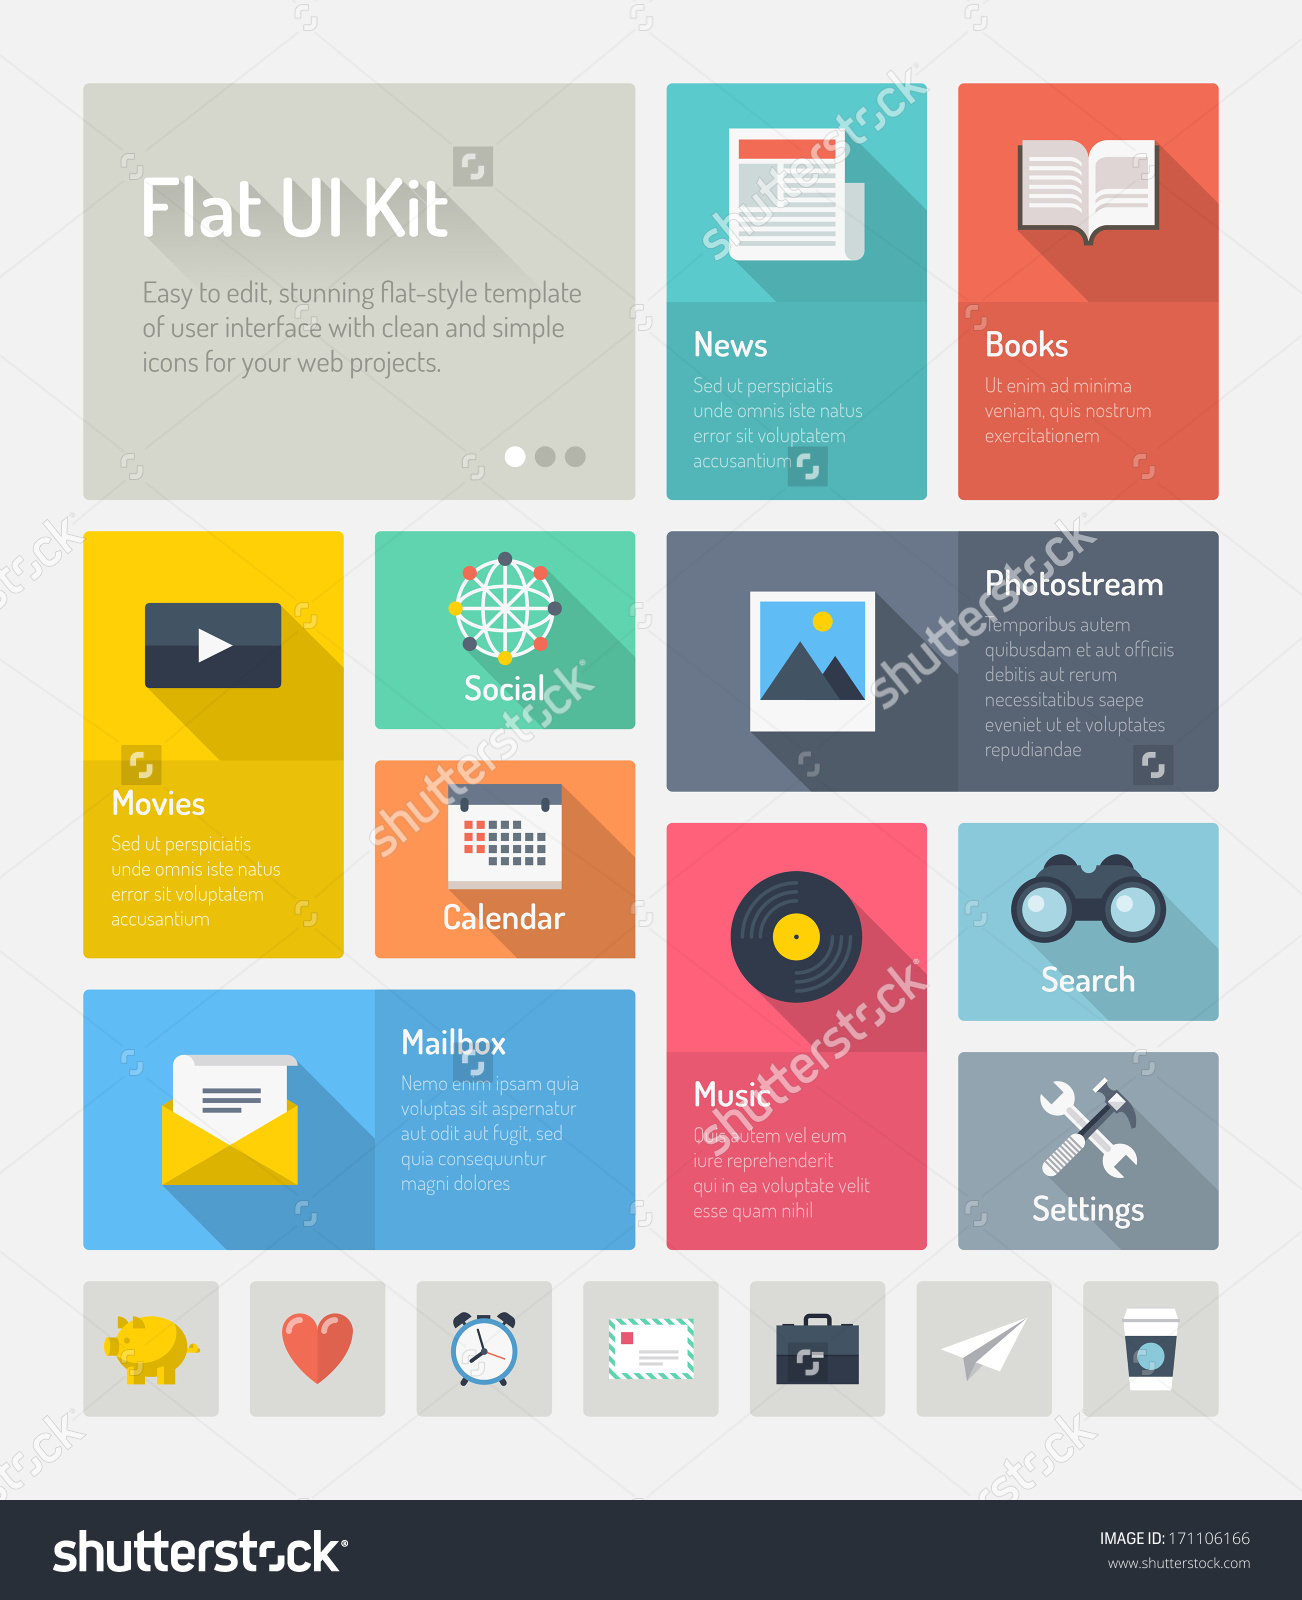 Flat UI Kit
Easy to edit, stunning flat-style template
of user interface with clean and simple
icons for your web projects.
News
Sed ut perspiciatis
unde omnis iste natus
error sit voluptatem
accusantium
Books
Ut enim ad minima
veniam, quis nostrum
exercitationem
Movies
Sed ut perspiciatis
unde omnis iste natus
error sit voluptatem
accusantium
Social
Calendar
Photostream
Temporibus autem
quibusdam et aut officiis
debitis aut rerum
necessitatibus saepe
eveniet ut et voluptates
repudiandae
Mailbox
Nemo enim ipsam quia
voluptas sit aspernatur
aut odit aut fugit, sed
quia consequuntur
magni dolores
Music
Quis autem vel eum
iure reprehenderit
qui in ea voluptate velit
esse quam nihil
Search
Settings
shutterstock
shutterstock
shutterstock
shutterstock
shutterstock®
IMAGE ID: 171106166
www.shutterstock.com